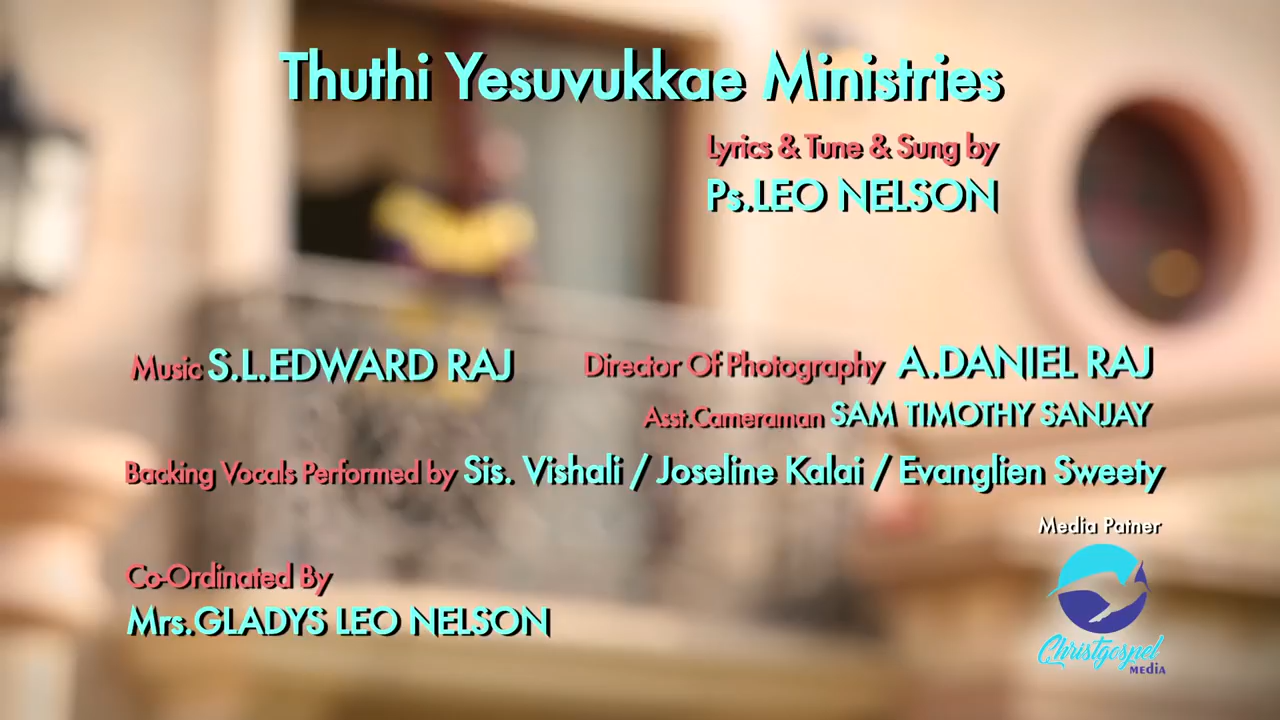 Thuthi Yesuvukkae Ministries
Lyrics & Tune & Sung by
Ps.LEO NELSON
Music S.L.EDWARD RAJ
Director Of Photography A.DANIEL RAJ
Asst.Cameraman SAM TIMOTHY SANJAY
Backing Vocals Performed by Sis. Vishali / Joseline Kalai / Evanglien Sweety
Media Patner
Co-Ordinated By
Mrs.GLADYS LEO NELSON
Christgospel
MEDIA